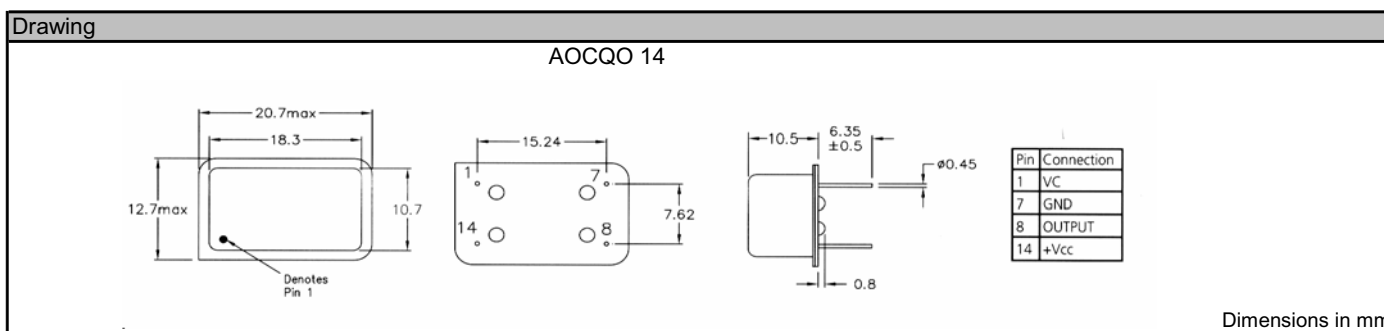 Drawing
AOCQO 14
20.7max
18.3
12.7max
10.7
Denotes
Pin 1
15.24
1
7
7.62
14
8
10.5
6.35
±0.5
ø0.45
0.8
Pin Connection
1 VC
7 GND
8 OUTPUT
14 +Vcc
Dimensions in mm